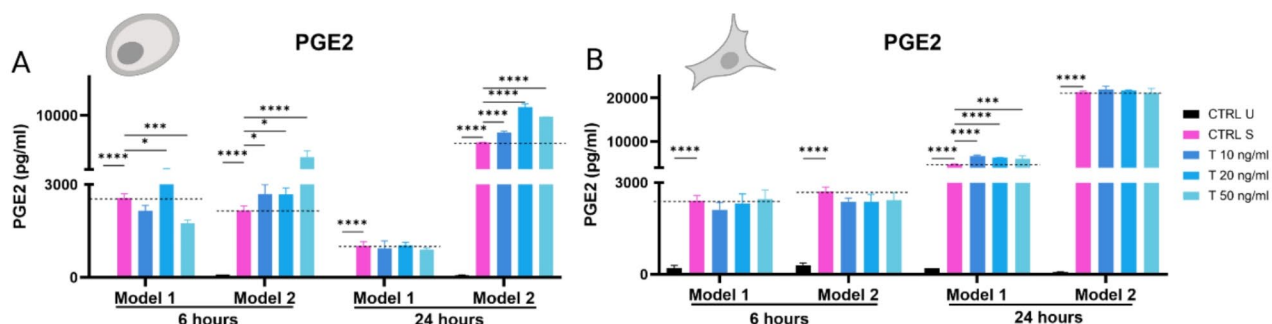 A
PGE2
PGE2 (pg/ml)
10000
3000
0
****
*
***
****
*
*
****
****
****
****
****
****
Model 1
Model 2
Model 1
Model 2
6 hours
24 hours
B
PGE2
PGE2 (pg/ml)
20000
10000
3000
0
****
****
****
****
****
***
****
Model 1
Model 2
Model 1
Model 2
6 hours
24 hours
CTRL U
CTRL S
T 10 ng/ml
T 20 ng/ml
T 50 ng/ml